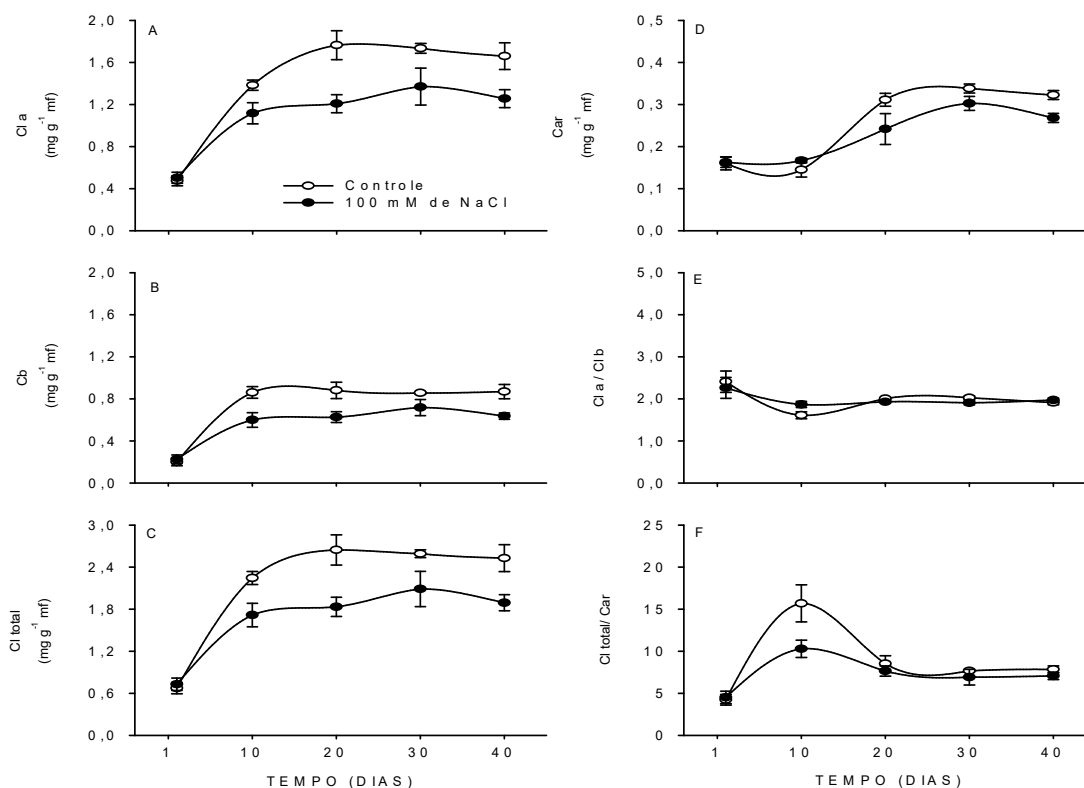 A
2,0
1,6
1,2
0,8
0,4
0,0
Cl a
(mg g-1 mf)
Controle
100 mM de NaCl
D
0,5
0,4
0,3
0,2
0,1
0,0
Car
(mg g-1 mf)
B
2,0
1,6
1,2
0,8
0,4
0,0
Cb
(mg g-1 mf)
E
5,0
4,0
3,0
2,0
1,0
0,0
Cl a / Cl b
C
3,0
2,4
1,8
1,2
0,6
0,0
Cl total
(mg g-1 mf)
1 10 20 30 40
TEMPO (DIAS)
F
25
20
15
10
5
0
Cl total/ Car
1 10 20 30 40
TEMPO (DIAS)